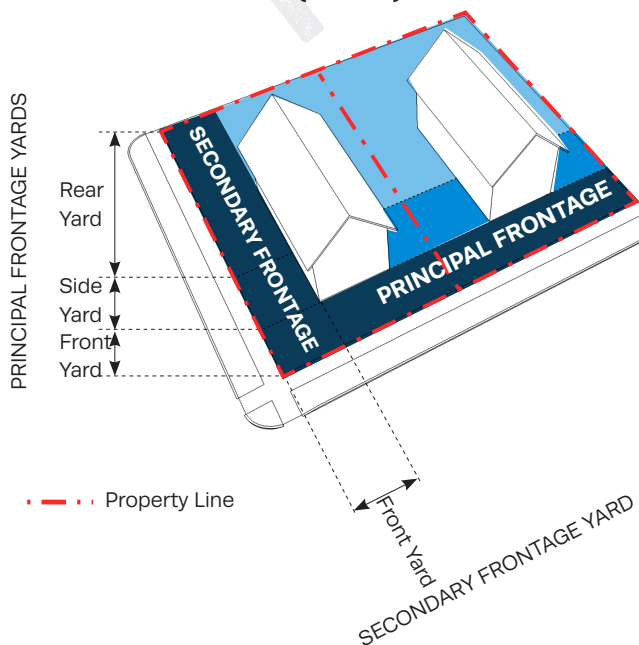 PRINCIPAL FRONTAGE YARDS
Rear
Yard
Side
Yard
Front
Yard
SECONDARY FRONTAGE
PRINCIPAL FRONTAGE
Property Line
Front Yard
SECONDARY FRONTAGE YARD